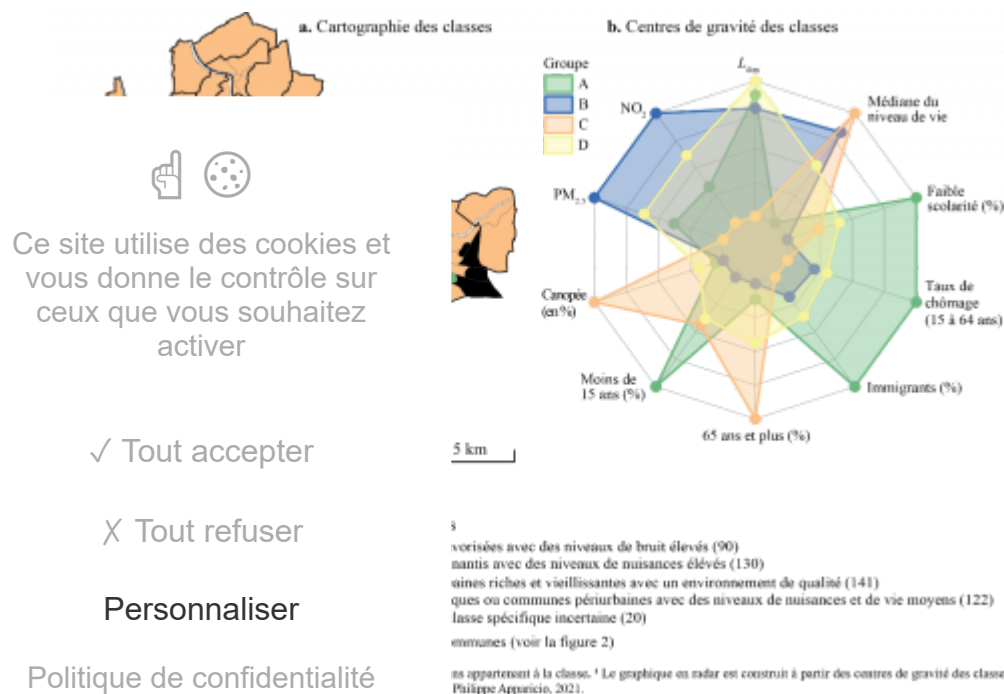 a. Cartographie des classes
b. Centres de gravité des classes
Groupe
A
B
C
D
Médiane du
niveau de vie
NO₂
PM₂,₅
Faible
scolarité (%)
Taux de
chômage
(15 à 64 ans)
Canopée
(en %)
Moins de
15 ans (%)
Immigrants (%)
65 ans et plus (%)
5 km
Ce site utilise des cookies et
vous donne le contrôle sur
ceux que vous souhaitez
activer
✓ Tout accepter
✗ Tout refuser
Personnaliser
Politique de confidentialité
s
vorisées avec des niveaux de bruit élevés (90)
nantis avec des niveaux de nuisances élévés (130)
aines riches et vieillissantes avec un environnement de qualité (141)
ques ou communes périurbaines avec des niveaux de nuisances et de vie moyens (122)
lasse spécifique incertaine (20)
mmunes (voir la figure 2)
ns appartenent à la classe. ¹ Le graphique en radar est construit à partir des centres de gravité des classe
Philippe Apparicio, 2021.